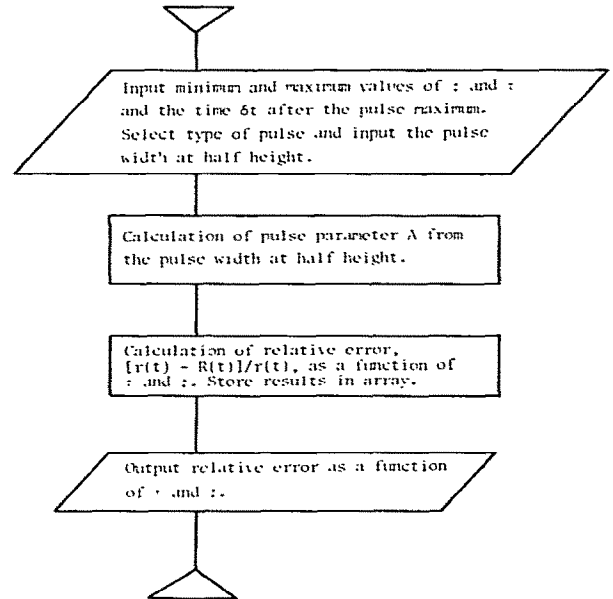 Input minimum and maximum values of : and :
and the time δt after the pulse maximum.
Select type of pulse and input the pulse
width at half height.
Calculation of pulse parameter A from
the pulse width at half height.
Calculation of relative error,
[r(t) - R(t)]/r(t), as a function of
: and :. Store results in array.
Output relative error as a function
of and :.